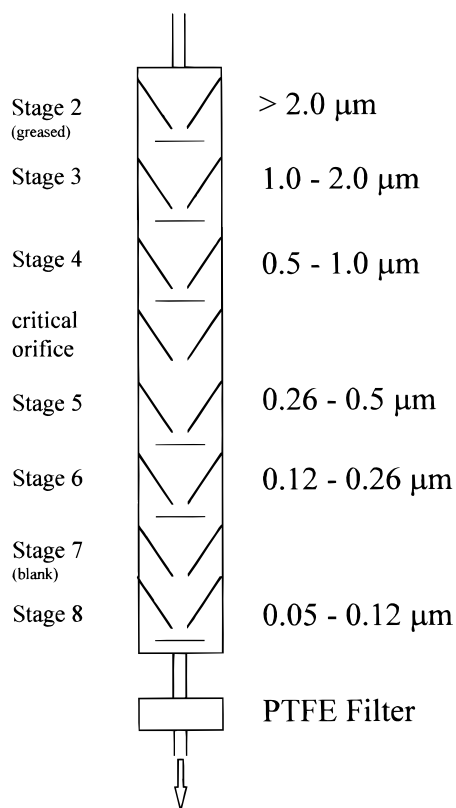 Stage 2
(greased)
> 2.0 μm
Stage 3
1.0 - 2.0 μm
Stage 4
0.5 - 1.0 μm
critical
orifice
Stage 5
0.26 - 0.5 μm
Stage 6
0.12 - 0.26 μm
Stage 7
(blank)
Stage 8
0.05 - 0.12 μm
PTFE Filter